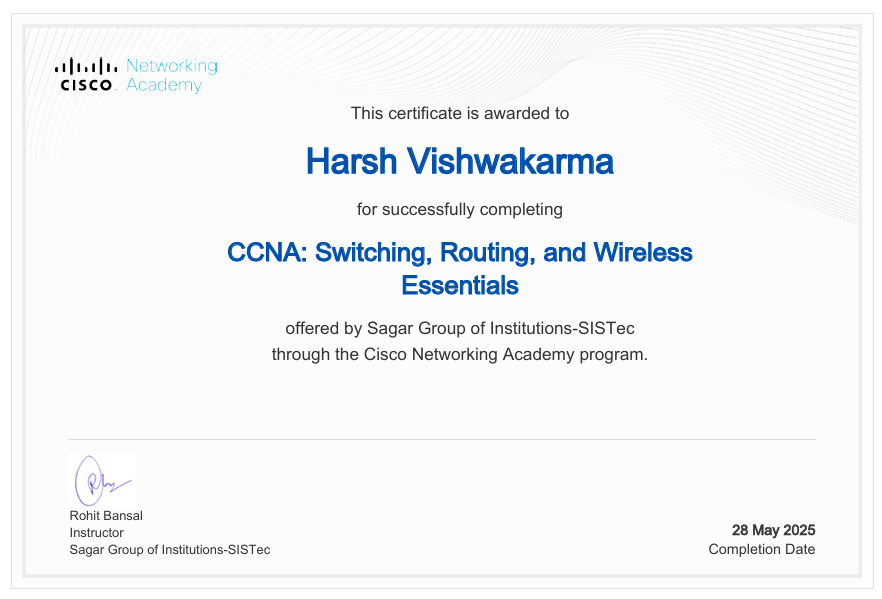 Networking
CISCO Academy
This certificate is awarded to
Harsh Vishwakarma
for successfully completing
CCNA: Switching, Routing, and Wireless
Essentials
offered by Sagar Group of Institutions-SISTec
through the Cisco Networking Academy program.
Rohit Bansal
Instructor
Sagar Group of Institutions-SISTec
28 May 2025
Completion Date